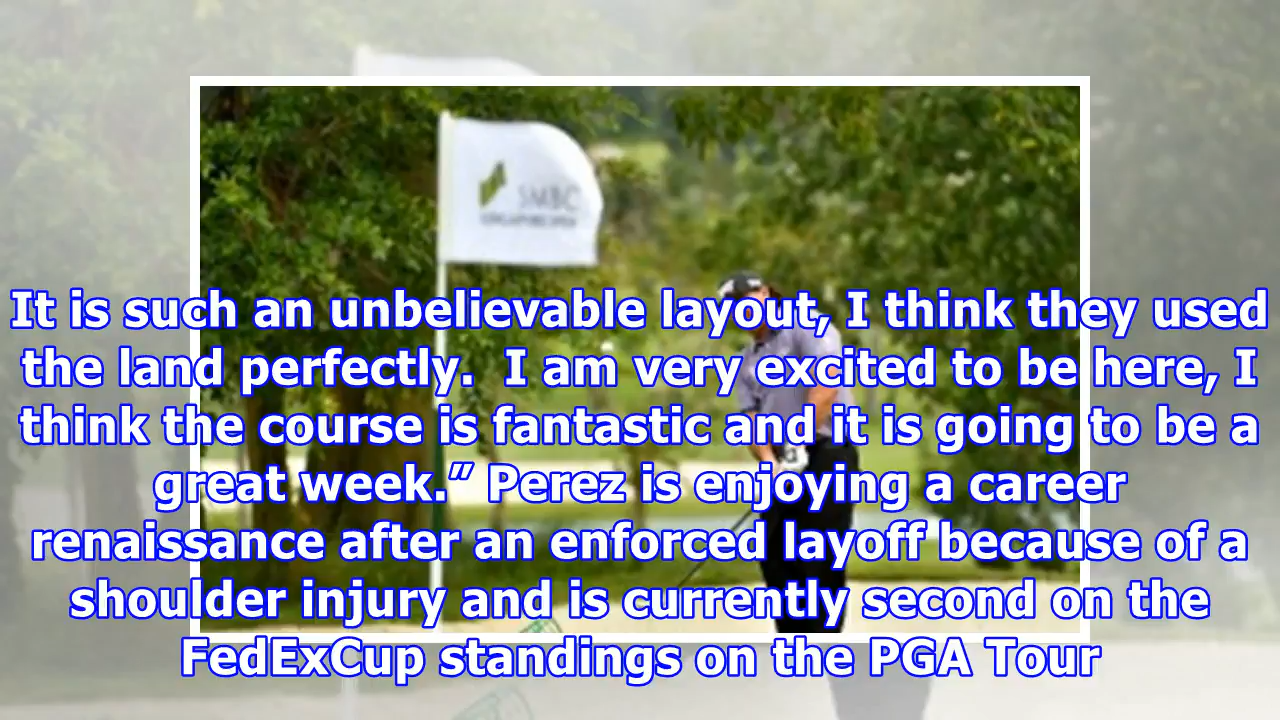 SMBC
It is such an unbelievable layout, I think they used
the land perfectly.  I am very excited to be here, I
think the course is fantastic and it is going to be a
great week.” Perez is enjoying a career
renaissance after an enforced layoff because of a
shoulder injury and is currently second on the
FedExCup standings on the PGA Tour